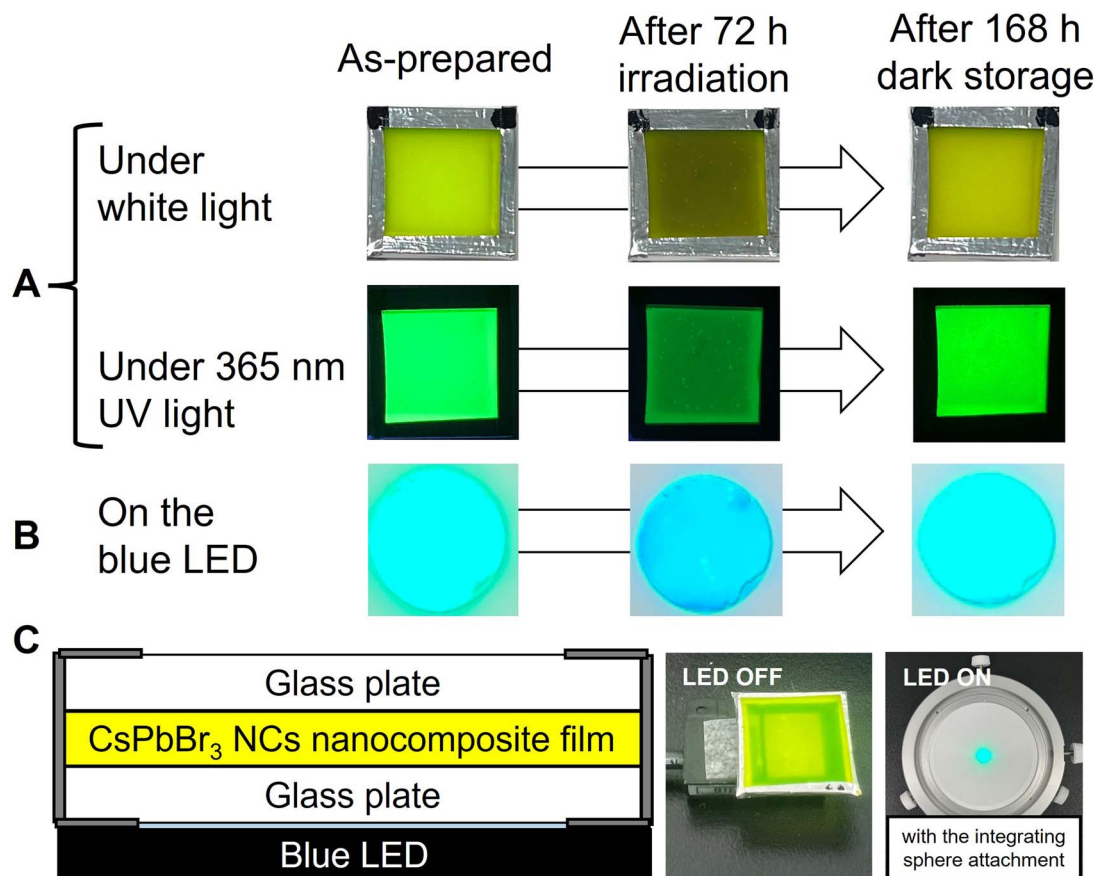 As-prepared
After 72 h
irradiation
After 168 h
dark storage
A
Under
white light
Under 365 nm
UV light
B
On the
blue LED
C
Glass plate
CsPbBr₃ NCs nanocomposite film
Glass plate
Blue LED
LED OFF
LED ON
with the integrating
sphere attachment